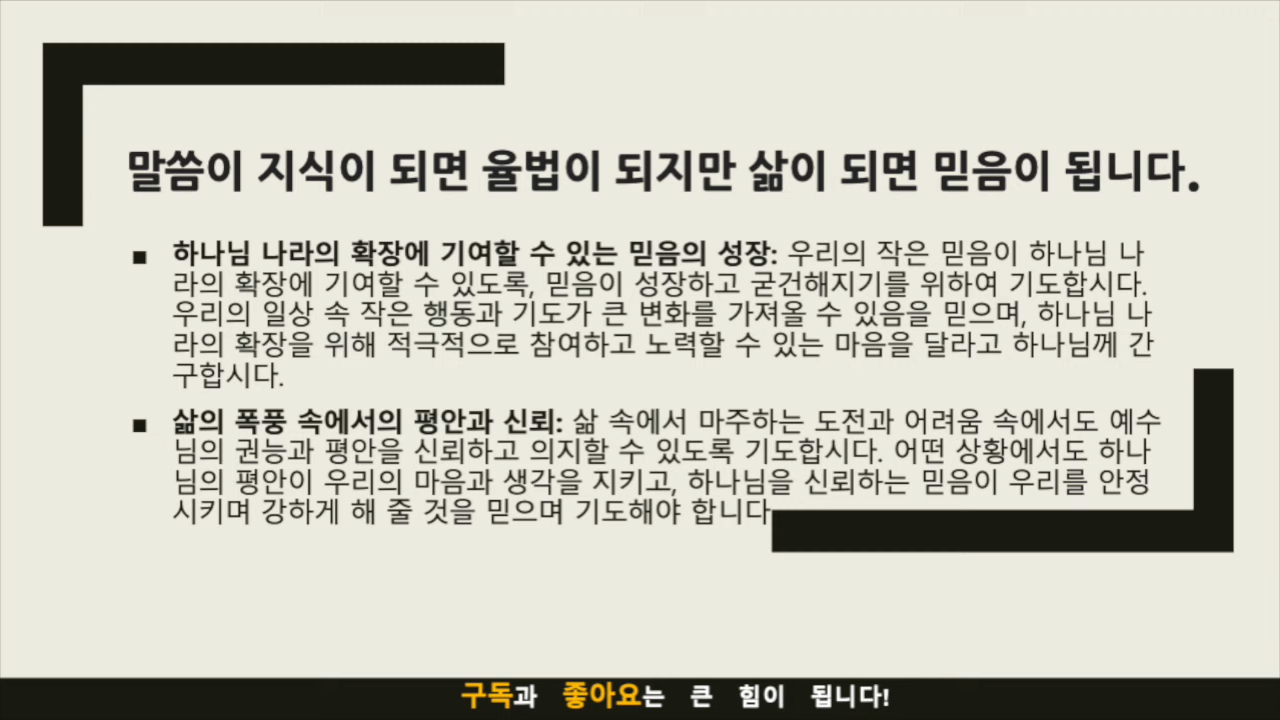 말씀이 지식이 되면 율법이 되지만 삶이 되면 믿음이 됩니다.
■ 하나님 나라의 확장에 기여할 수 있는 믿음의 성장: 우리의 작은 믿음이 하나님 나
라의 확장에 기여할 수 있도록, 믿음이 성장하고 굳건해지기를 위하여 기도합시다.
우리의 일상 속 작은 행동과 기도가 큰 변화를 가져올 수 있음을 믿으며, 하나님 나
라의 확장을 위해 적극적으로 참여하고 노력할 수 있는 마음을 달라고 하나님께 간
구합시다.
■ 삶의 폭풍 속에서의 평안과 신뢰: 삶 속에서 마주하는 도전과 어려움 속에서도 예수
님의 권능과 평안을 신뢰하고 의지할 수 있도록 기도합시다. 어떤 상황에서도 하나
님의 평안이 우리의 마음과 생각을 지키고, 하나님을 신뢰하는 믿음이 우리를 안정
시키며 강하게 해 줄 것을 믿으며 기도해야 합니다
구독과 좋아요는 큰 힘이 됩니다!